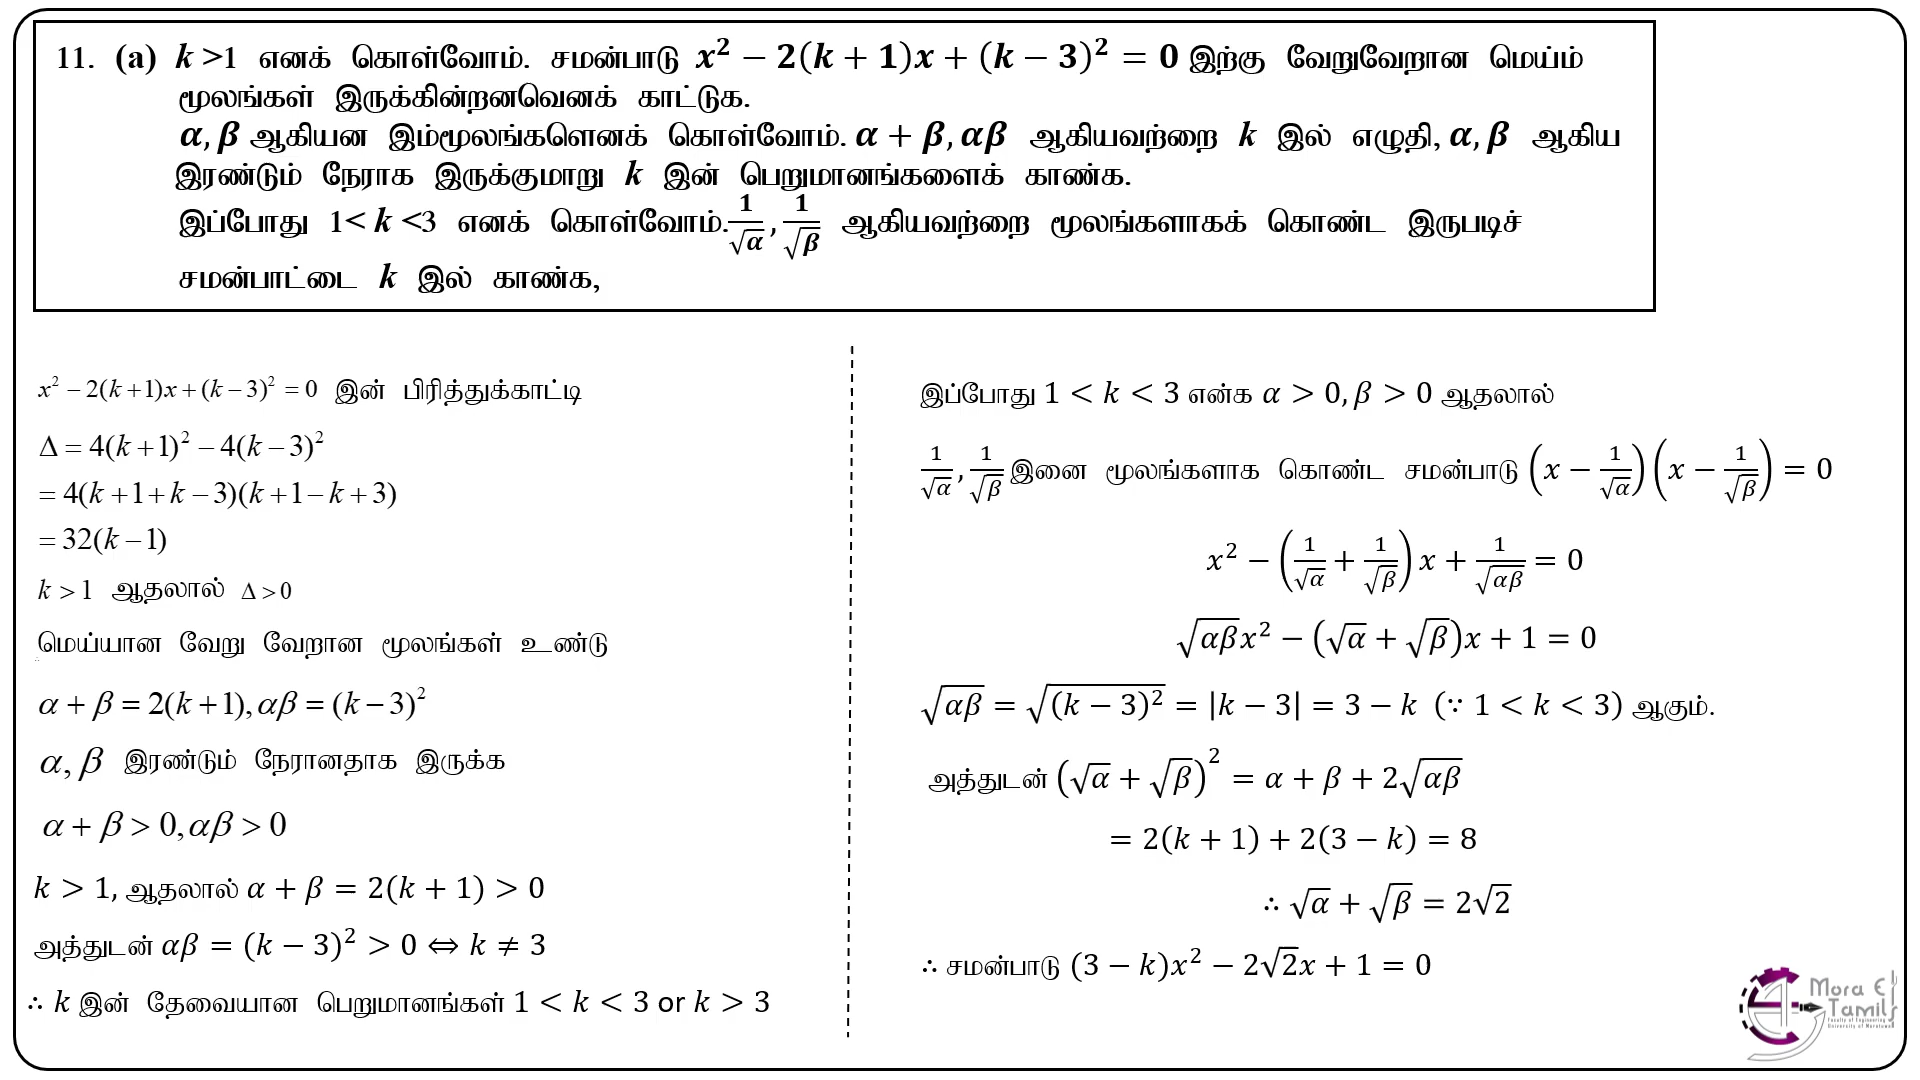 11. (a) k >1 எனக் கொள்வோம். சமன்பாடு x² − 2(k + 1)x + (k − 3)² = 0 இற்கு வேறுவேறான மெய்ம்
மூலங்கள் இருக்கின்றனவெனக் காட்டுக.
α, β ஆகியன இம்மூலங்களெனக் கொள்வோம். α + β, αβ ஆகியவற்றை k இல் எழுதி, α, β ஆகிய
இரண்டும் நேராக இருக்குமாறு k இன் பெறுமானங்களைக் காண்க.
இப்போது 1< k <3 எனக் கொள்வோம். 1/√α , 1/√β ஆகியவற்றை மூலங்களாகக் கொண்ட இருபடிச்
சமன்பாட்டை k இல் காண்க,
x² − 2(k +1)x + (k − 3)² = 0 இன் பிரித்துக்காட்டி
Δ = 4(k +1)² − 4(k −3)²
= 4(k +1+ k −3)(k +1− k +3)
= 32(k −1)
k > 1 ஆதலால் Δ > 0
மெய்யான வேறு வேறான மூலங்கள் உண்டு
α + β = 2(k +1), αβ = (k −3)²
α, β இரண்டும் நேரானதாக இருக்க
α + β > 0, αβ > 0
k > 1, ஆதலால் α + β = 2(k + 1) > 0
அத்துடன் αβ = (k − 3)² > 0 ⇔ k ≠ 3
∴ k இன் தேவையான பெறுமானங்கள் 1 < k < 3 or k > 3
இப்போது 1 < k < 3 என்க α > 0, β > 0 ஆதலால்
1/√α , 1/√β இனை மூலங்களாக கொண்ட சமன்பாடு (x − 1/√α)(x − 1/√β) = 0
x² − (1/√α + 1/√β) x + 1/√(αβ) = 0
√(αβ)x² − (√α + √β)x + 1 = 0
√(αβ) = √((k − 3)²) = |k − 3| = 3 − k (∵ 1 < k < 3) ஆகும்.
அத்துடன் (√α + √β)² = α + β + 2√(αβ)
= 2(k + 1) + 2(3 − k) = 8
∴ √α + √β = 2√2
∴ சமன்பாடு (3 − k)x² − 2√2x + 1 = 0
Mora E
Tamils
Faculty of Engineering
University of Moratuwa